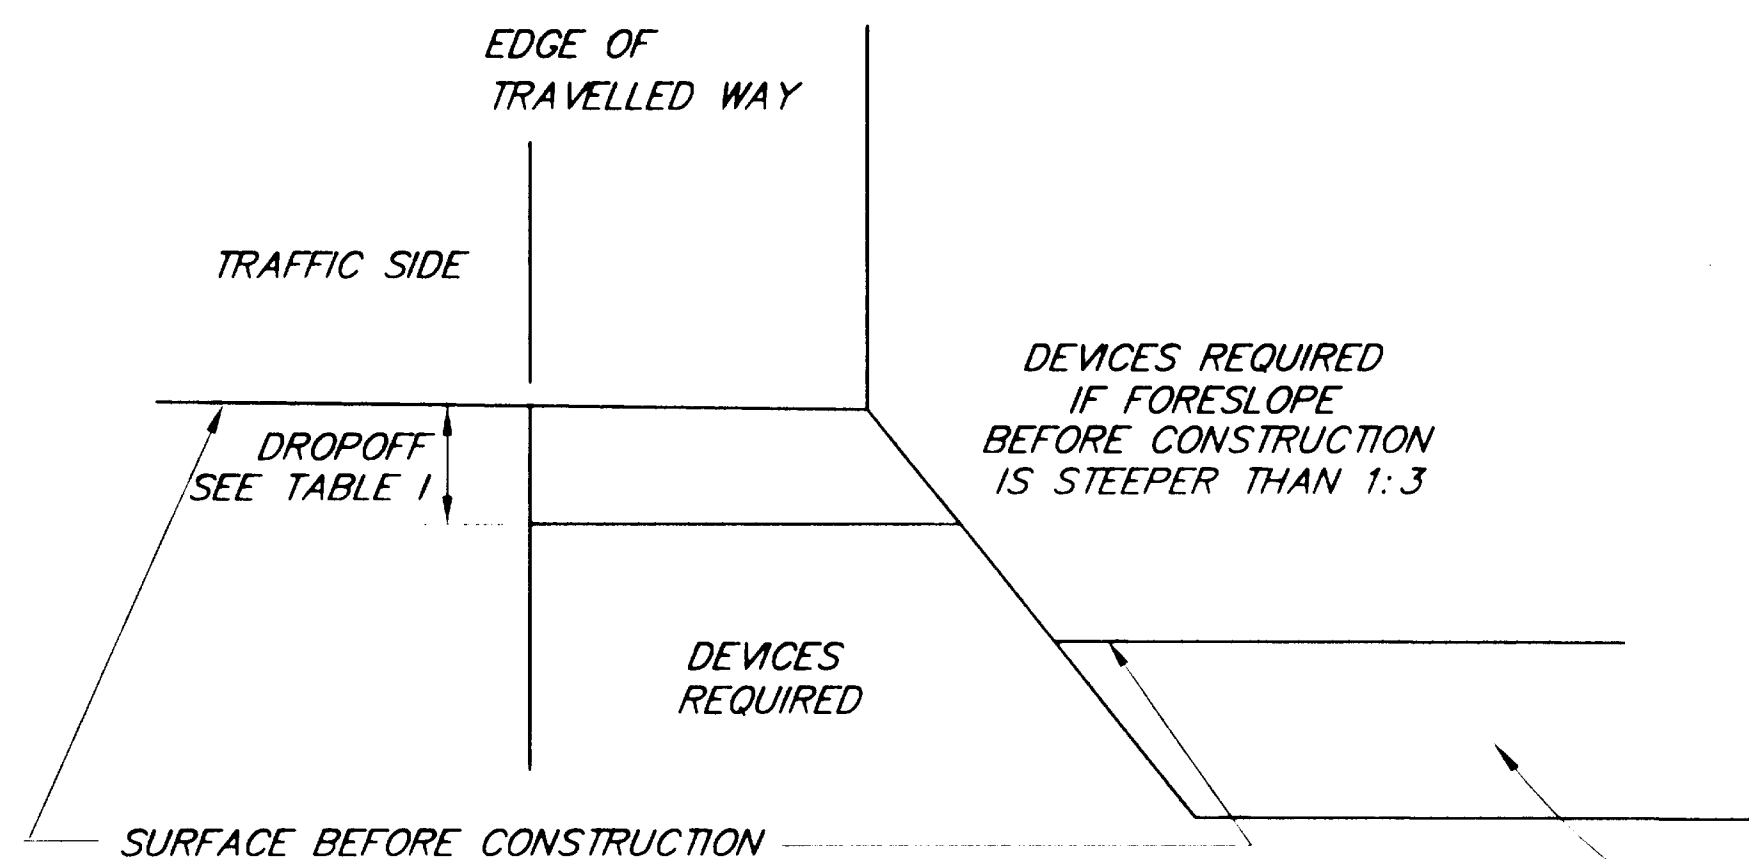 EDGE OF
TRAVELLED WAY
TRAFFIC SIDE
DEVICES REQUIRED
IF FORESLOPE
BEFORE CONSTRUCTION
IS STEEPER THAN 1:3
DROPOFF
SEE TABLE 1
DEVICES
REQUIRED
SURFACE BEFORE CONSTRUCTION